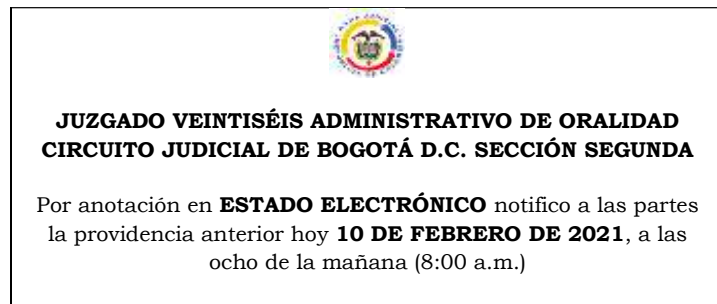 JUZGADO VEINTISÉIS ADMINISTRATIVO DE ORALIDAD
CIRCUITO JUDICIAL DE BOGOTÁ D.C. SECCIÓN SEGUNDA
Por anotación en ESTADO ELECTRÓNICO notifico a las partes
la providencia anterior hoy 10 DE FEBRERO DE 2021, a las
ocho de la mañana (8:00 a.m.)